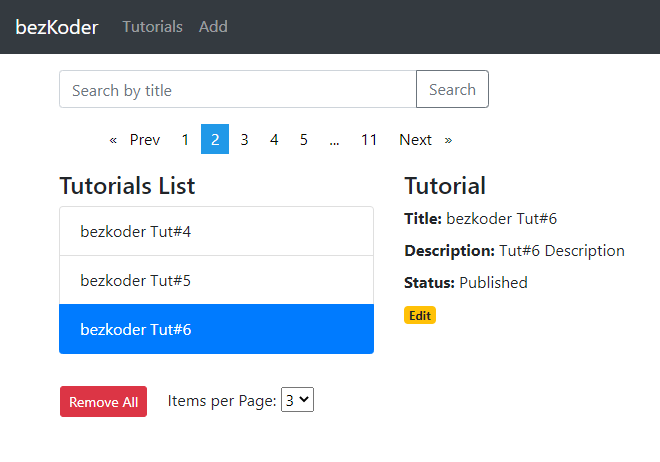 bezKoder Tutorials Add
Search by title Search
« Prev 1 2 3 4 5 ... 11 Next »
Tutorials List
bezkoder Tut#4
bezkoder Tut#5
bezkoder Tut#6
Tutorial
Title: bezkoder Tut#6
Description: Tut#6 Description
Status: Published
Edit
Remove All Items per Page: 3